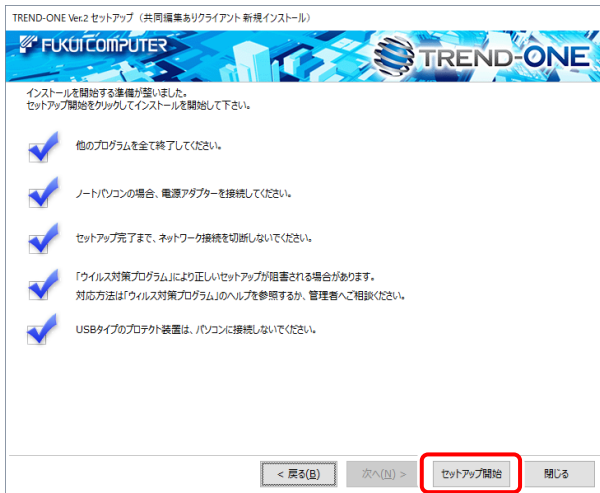 TREND-ONE Ver.2 セットアップ（共同編集ありクライアント 新規インストール）
FUKUI COMPUTER
TREND-ONE
インストールを開始する準備が整いました。
セットアップ開始をクリックしてインストールを開始して下さい。
他のプログラムを全て終了してください。
ノートパソコンの場合、電源アダプターを接続してください。
セットアップ完了まで、ネットワーク接続を切断しないでください。
「ウイルス対策プログラム」により正しいセットアップが阻害される場合があります。
対応方法は「ウィルス対策プログラム」のヘルプを参照するか、管理者へご相談ください。
USBタイプのプロテクト装置は、パソコンに接続しないでください。
< 戻る(B) 次へ(N) > セットアップ開始 閉じる